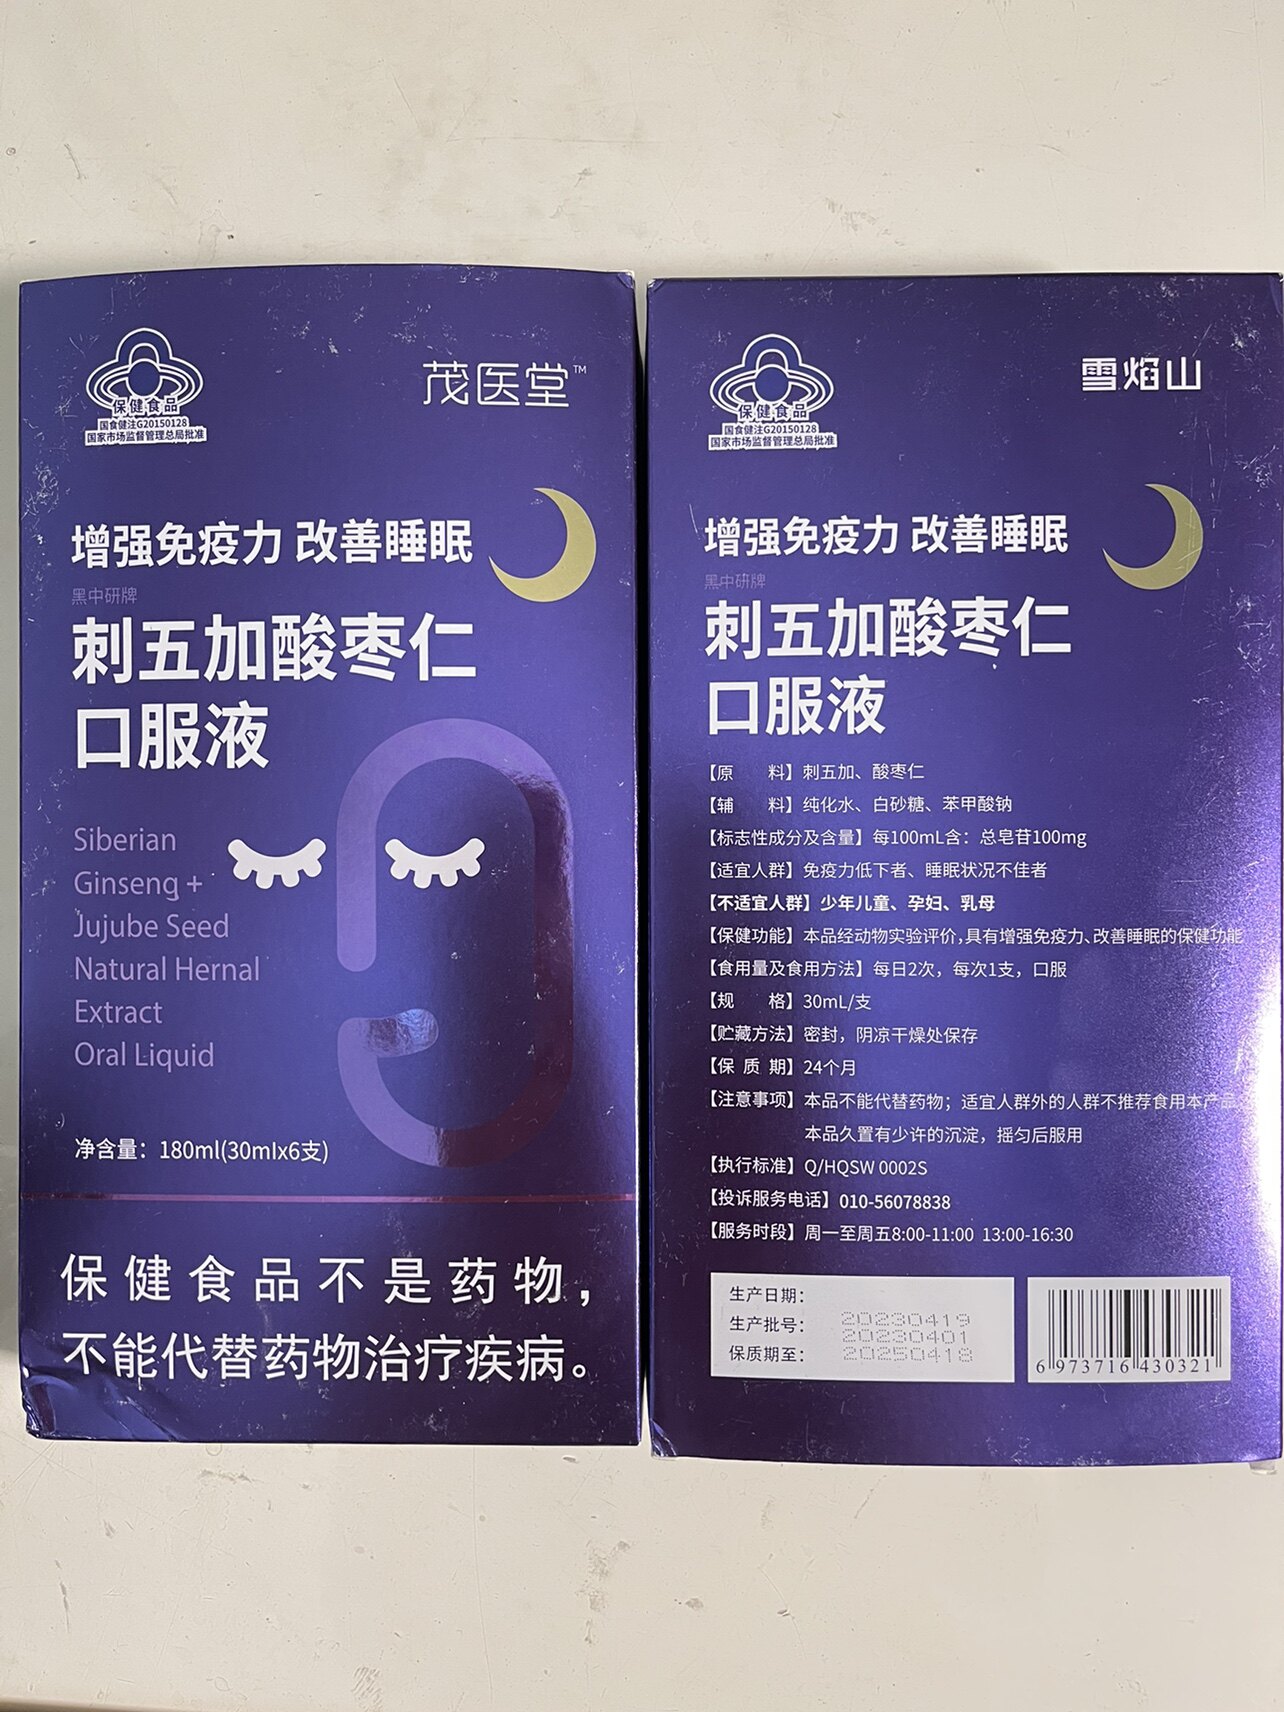 保健食品
国食健注G20150128
国家市场监督管理总局批准
茂医堂™
增强免疫力 改善睡眠
黑中研牌
刺五加酸枣仁
口服液
Siberian
Ginseng +
Jujube Seed
Natural Hernal
Extract
Oral Liquid
净含量：180ml(30mlx6支)
保健食品不是药物，
不能代替药物治疗疾病。
保健食品
国食健注G20150128
国家市场监督管理总局批准
雪焰山
增强免疫力 改善睡眠
黑中研牌
刺五加酸枣仁
口服液
【原 料】刺五加、酸枣仁
【辅 料】纯化水、白砂糖、苯甲酸钠
【标志性成分及含量】每100mL含：总皂苷100mg
【适宜人群】免疫力低下者、睡眠状况不佳者
【不适宜人群】少年儿童、孕妇、乳母
【保健功能】本品经动物实验评价,具有增强免疫力、改善睡眠的保健功能
【食用量及食用方法】每日2次，每次1支，口服
【规 格】30mL/支
【贮藏方法】密封，阴凉干燥处保存
【保 质 期】24个月
【注意事项】本品不能代替药物；适宜人群外的人群不推荐食用本产品
本品久置有少许的沉淀，摇匀后服用
【执行标准】Q/HQSW 0002S
【投诉服务电话】010-56078838
【服务时段】周一至周五8:00-11:00 13:00-16:30
生产日期： 20230419
生产批号： 20230401
保质期至： 20250418
6 973716 430321